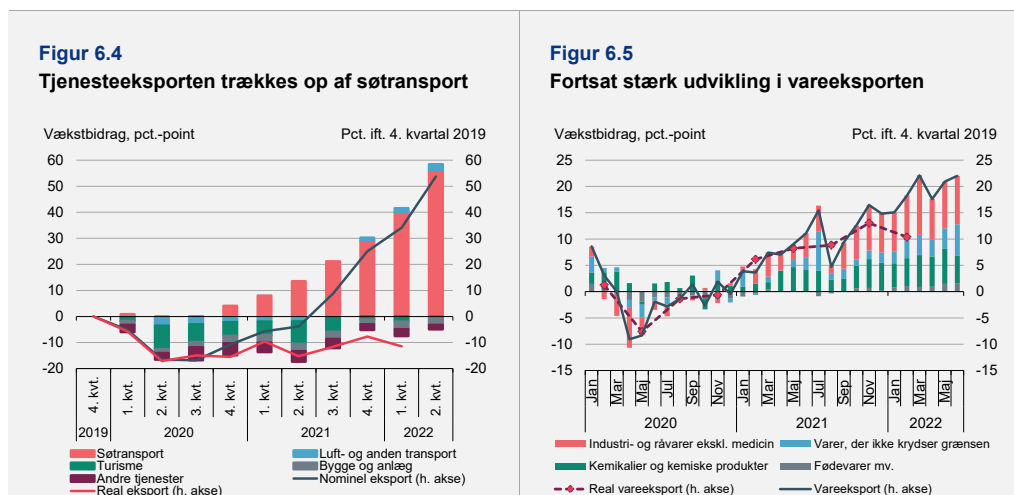 Figur 6.4
Tjenesteeksporten trækkes op af søtransport
Vækstbidrag, pct.-point
Pct. ift. 4. kvartal 2019
60
50
40
30
20
10
0
-10
-20
60
50
40
30
20
10
0
-10
-20
4. kvt.
1. kvt.
2. kvt.
3. kvt.
4. kvt.
1. kvt.
2. kvt.
3. kvt.
4. kvt.
1. kvt.
2. kvt.
2019
2020
2021
2022
Søtransport
Luft- og anden transport
Turisme
Bygge og anlæg
Andre tjenester
Nominel eksport (h. akse)
Real eksport (h. akse)
Figur 6.5
Fortsat stærk udvikling i vareeksporten
Vækstbidrag, pct.-point
Pct. ift. 4. kvartal 2019
25
20
15
10
5
0
-5
-10
-15
25
20
15
10
5
0
-5
-10
-15
Jan
Mar
Maj
Jul
Sep
Nov
Jan
Mar
Maj
Jul
Sep
Nov
Jan
Mar
Maj
2020
2021
2022
Industri- og råvarer ekskl. medicin
Varer, der ikke krydser grænsen
Kemikalier og kemiske produkter
Fødevarer mv.
Real vareeksport (h. akse)
Vareeksport (h. akse)